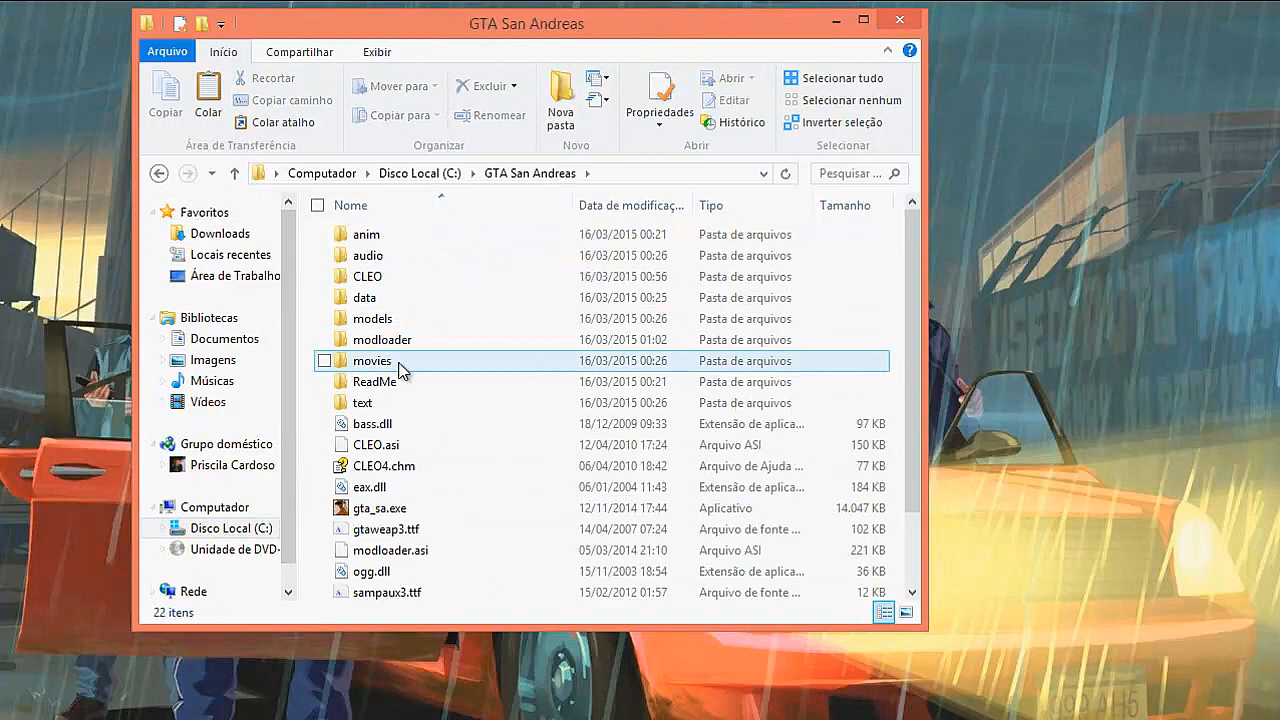 GTA San Andreas
Arquivo Início Compartilhar Exibir
Copiar Colar Recortar Copiar caminho Colar atalho
Mover para Copiar para Excluir Renomear
Nova pasta
Propriedades Abrir Editar Histórico
Selecionar tudo Selecionar nenhum Inverter seleção
Área de Transferência Organizar Novo Abrir Selecionar
Computador Disco Local (C:) GTA San Andreas Pesquisar ...
Favoritos
Downloads
Locais recentes
Área de Trabalho
Bibliotecas
Documentos
Imagens
Músicas
Vídeos
Grupo doméstico
Priscila Cardoso
Computador
Disco Local (C:)
Unidade de DVD-
Rede
Nome Data de modificaç... Tipo Tamanho
anim 16/03/2015 00:21 Pasta de arquivos
audio 16/03/2015 00:26 Pasta de arquivos
CLEO 16/03/2015 00:56 Pasta de arquivos
data 16/03/2015 00:25 Pasta de arquivos
models 16/03/2015 00:26 Pasta de arquivos
modloader 16/03/2015 01:02 Pasta de arquivos
movies 16/03/2015 00:26 Pasta de arquivos
ReadMe 16/03/2015 00:21 Pasta de arquivos
text 16/03/2015 00:26 Pasta de arquivos
bass.dll 18/12/2009 09:33 Extensão de aplica... 97 KB
CLEO.asi 12/04/2010 17:24 Arquivo ASI 150 KB
CLEO4.chm 06/04/2010 18:42 Arquivo de Ajuda ... 77 KB
eax.dll 06/01/2004 11:43 Extensão de aplica... 184 KB
gta_sa.exe 12/11/2014 17:44 Aplicativo 14.047 KB
gtaweap3.ttf 14/04/2007 07:24 Arquivo de fonte ... 102 KB
modloader.asi 05/03/2014 21:10 Arquivo ASI 221 KB
ogg.dll 15/11/2003 18:54 Extensão de aplica... 36 KB
sampaux3.ttf 15/02/2012 01:57 Arquivo de fonte ... 12 KB
22 itens